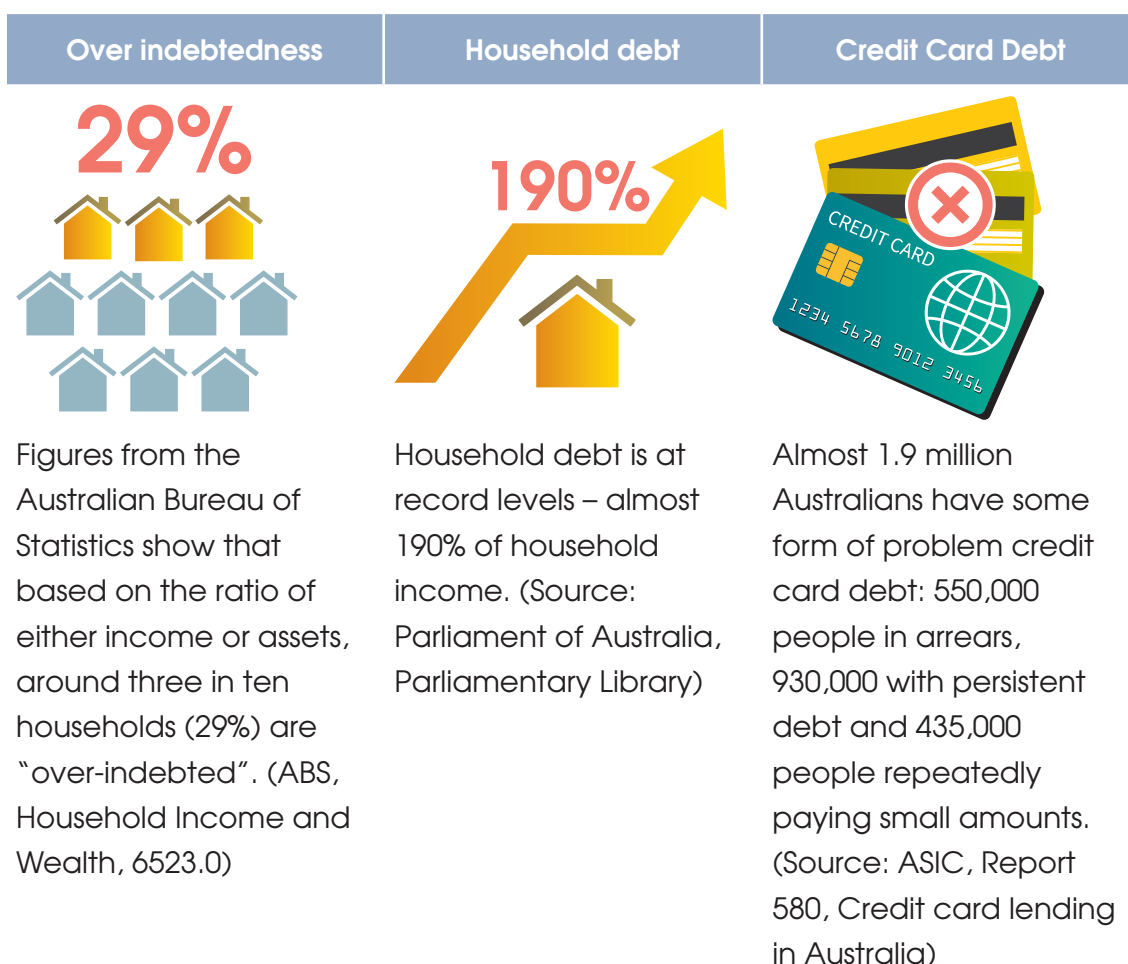 Over indebtedness
29%
Figures from the
Australian Bureau of
Statistics show that
based on the ratio of
either income or assets,
around three in ten
households (29%) are
“over-indebted”. (ABS,
Household Income and
Wealth, 6523.0)
Household debt
190%
Household debt is at
record levels – almost
190% of household
income. (Source:
Parliament of Australia,
Parliamentary Library)
Credit Card Debt
CREDIT CARD
1234 5678 9012 3456
Almost 1.9 million
Australians have some
form of problem credit
card debt: 550,000
people in arrears,
930,000 with persistent
debt and 435,000
people repeatedly
paying small amounts.
(Source: ASIC, Report
580, Credit card lending
in Australia)